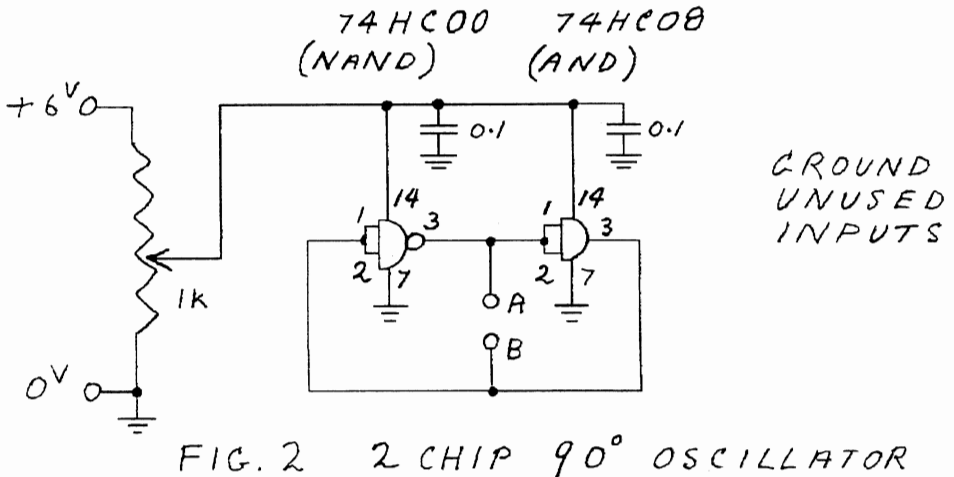 74HC00 74HC08
(NAND) (AND)
+6V
0.1 0.1
GROUND
UNUSED
INPUTS
14 14
1 3 1 3
2 7 2 7
1K
A
B
0V
FIG. 2 2 CHIP 90° OSCILLATOR